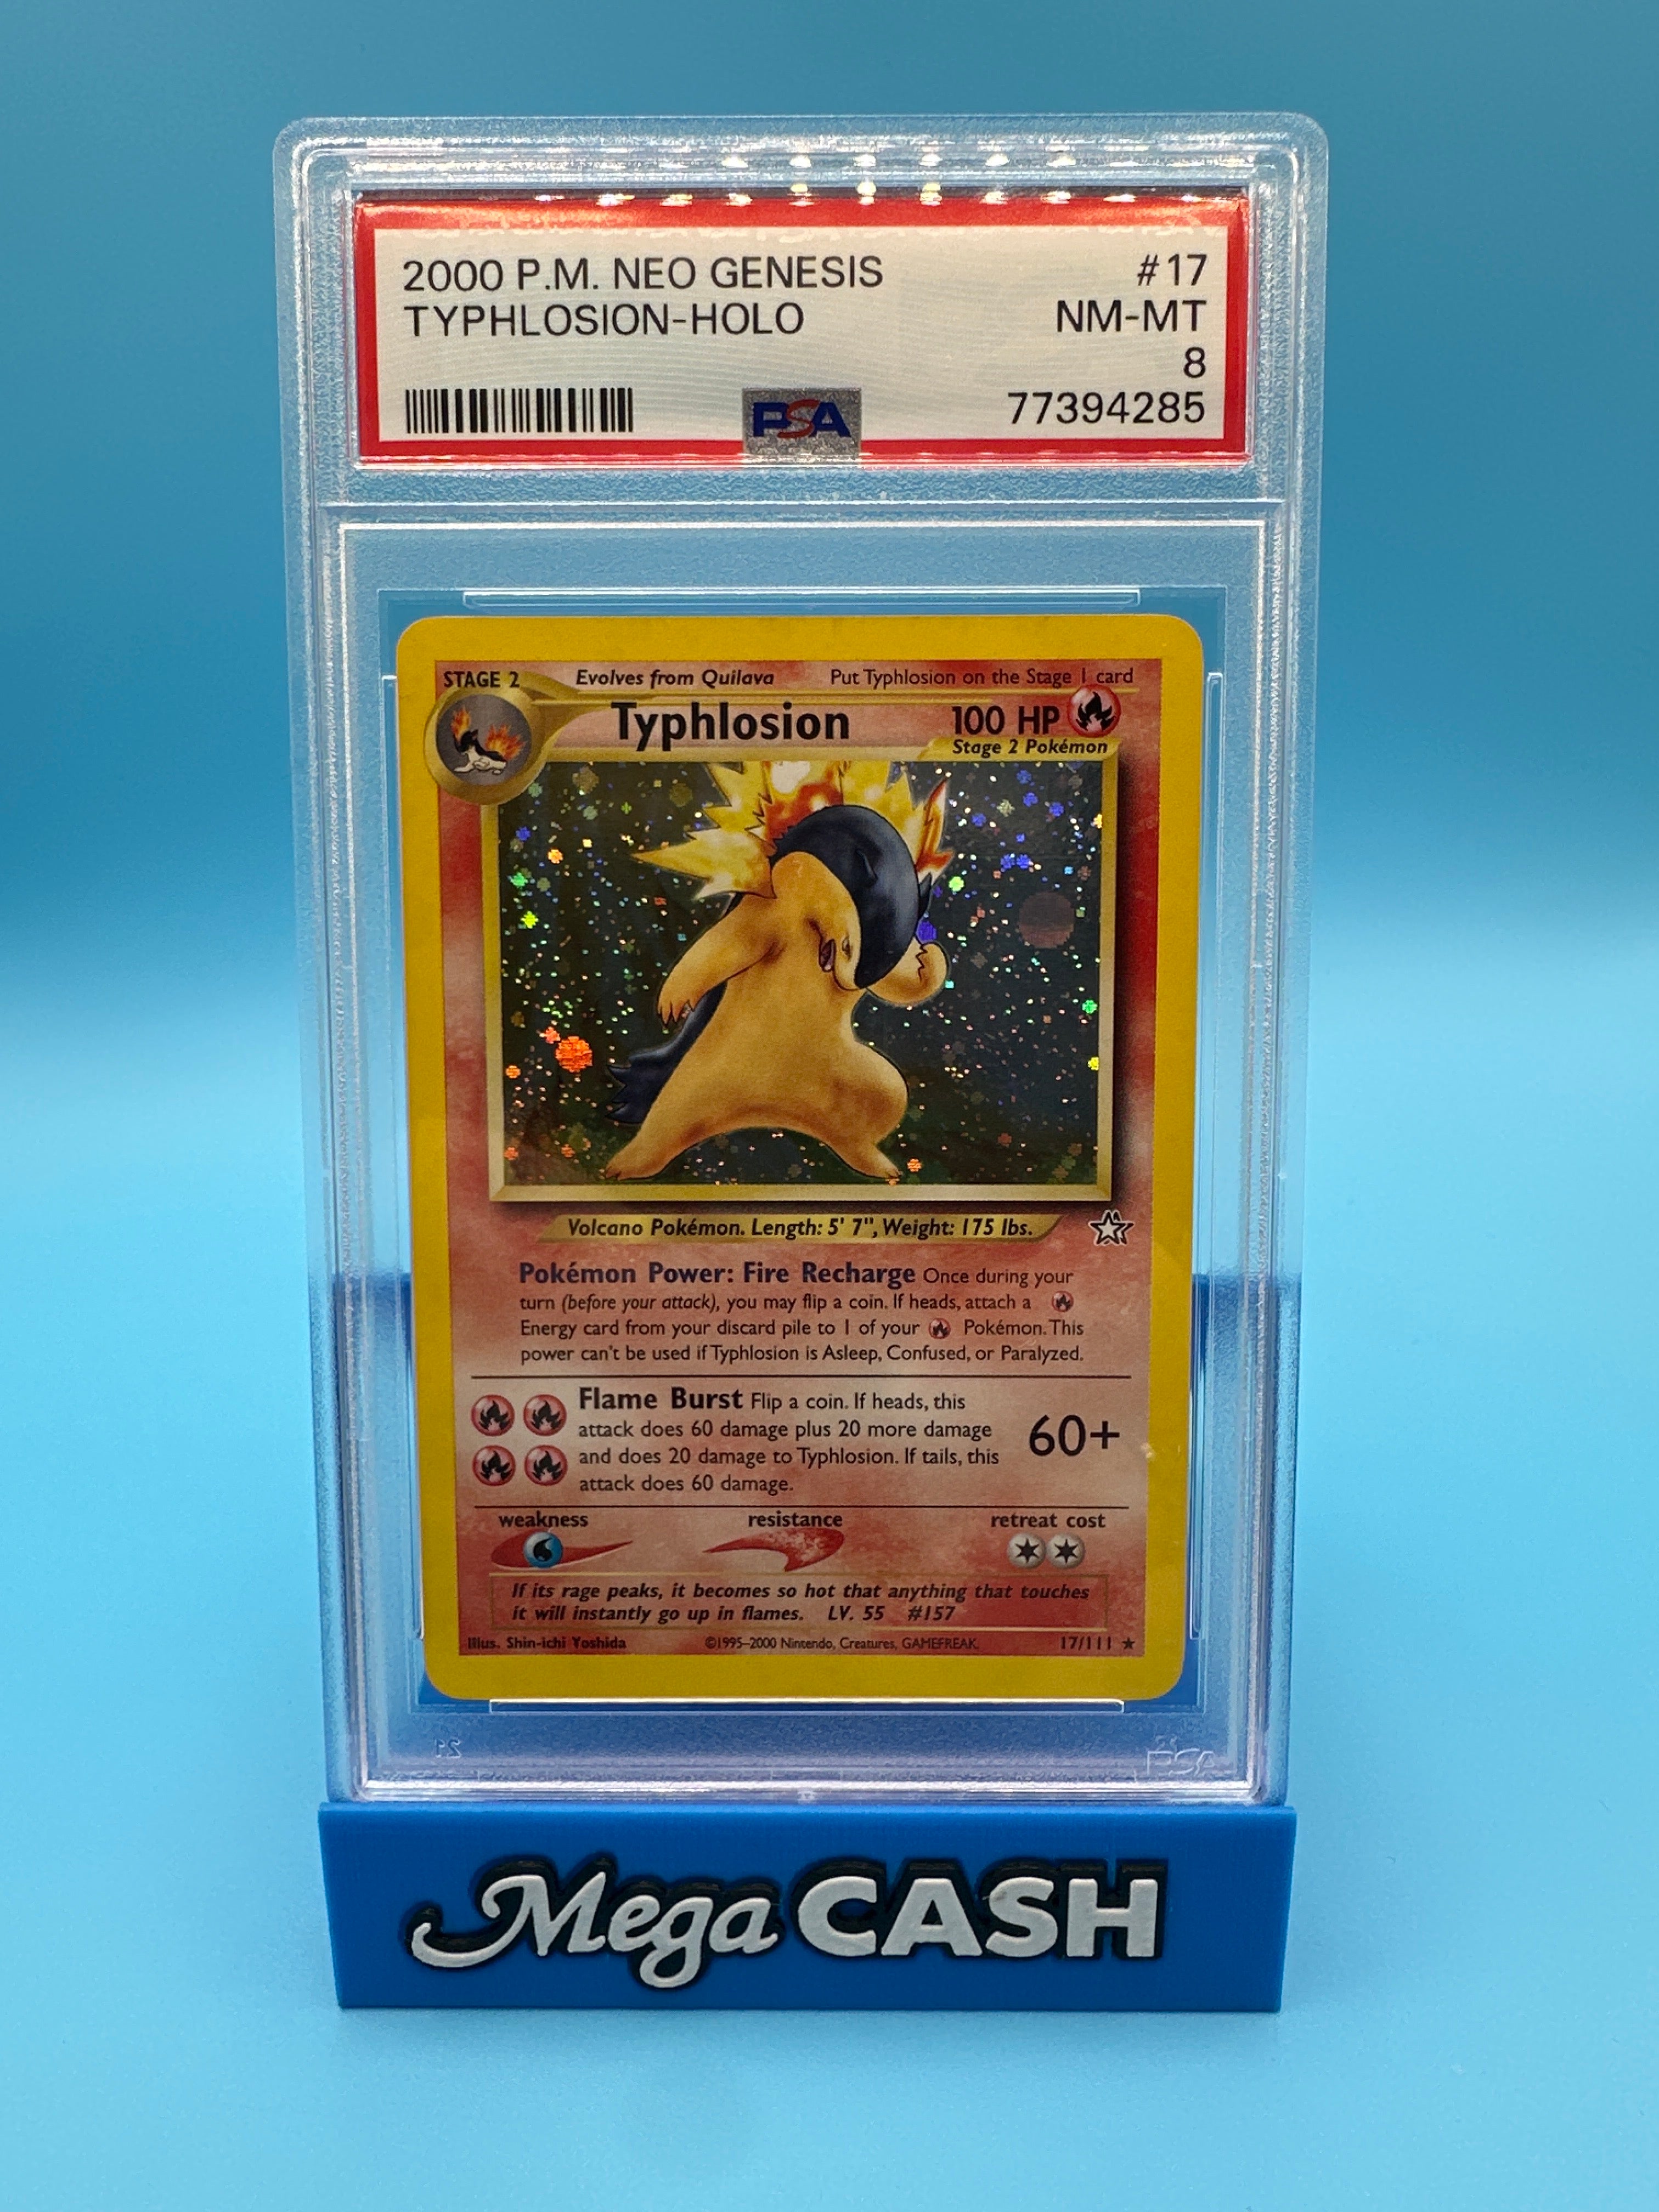 2000 P.M. NEO GENESIS #17
TYPHLOSION-HOLO NM-MT
8
PSA 77394285
STAGE 2 Evolves from Quilava Put Typhlosion on the Stage 1 card
Typhlosion 100 HP
Stage 2 Pokémon
Volcano Pokémon. Length: 5' 7", Weight: 175 lbs.
Pokémon Power: Fire Recharge Once during your
turn (before your attack), you may flip a coin. If heads, attach a
Energy card from your discard pile to 1 of your Pokémon. This
power can't be used if Typhlosion is Asleep, Confused, or Paralyzed.
Flame Burst Flip a coin. If heads, this
attack does 60 damage plus 20 more damage
and does 20 damage to Typhlosion. If tails, this
attack does 60 damage.
60+
weakness resistance retreat cost
If its rage peaks, it becomes so hot that anything that touches
it will instantly go up in flames. LV. 55 #157
Illus. Shin-ichi Yoshida ©1995–2000 Nintendo, Creatures, GAMEFREAK. 17/111 ★
PSA
Mega CASH